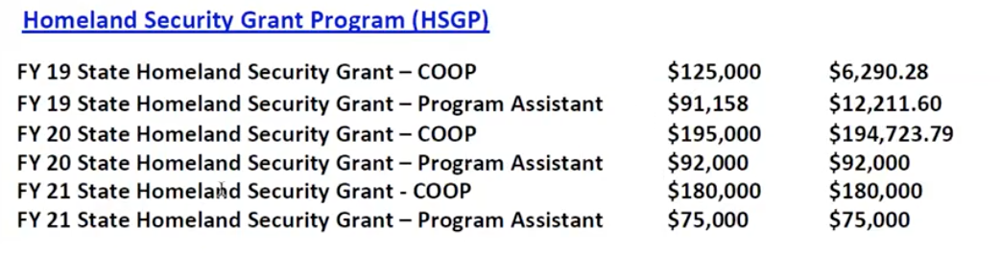 Homeland Security Grant Program (HSGP)
FY 19 State Homeland Security Grant – COOP $125,000 $6,290.28
FY 19 State Homeland Security Grant – Program Assistant $91,158 $12,211.60
FY 20 State Homeland Security Grant – COOP $195,000 $194,723.79
FY 20 State Homeland Security Grant – Program Assistant $92,000 $92,000
FY 21 State Homeland Security Grant - COOP $180,000 $180,000
FY 21 State Homeland Security Grant – Program Assistant $75,000 $75,000